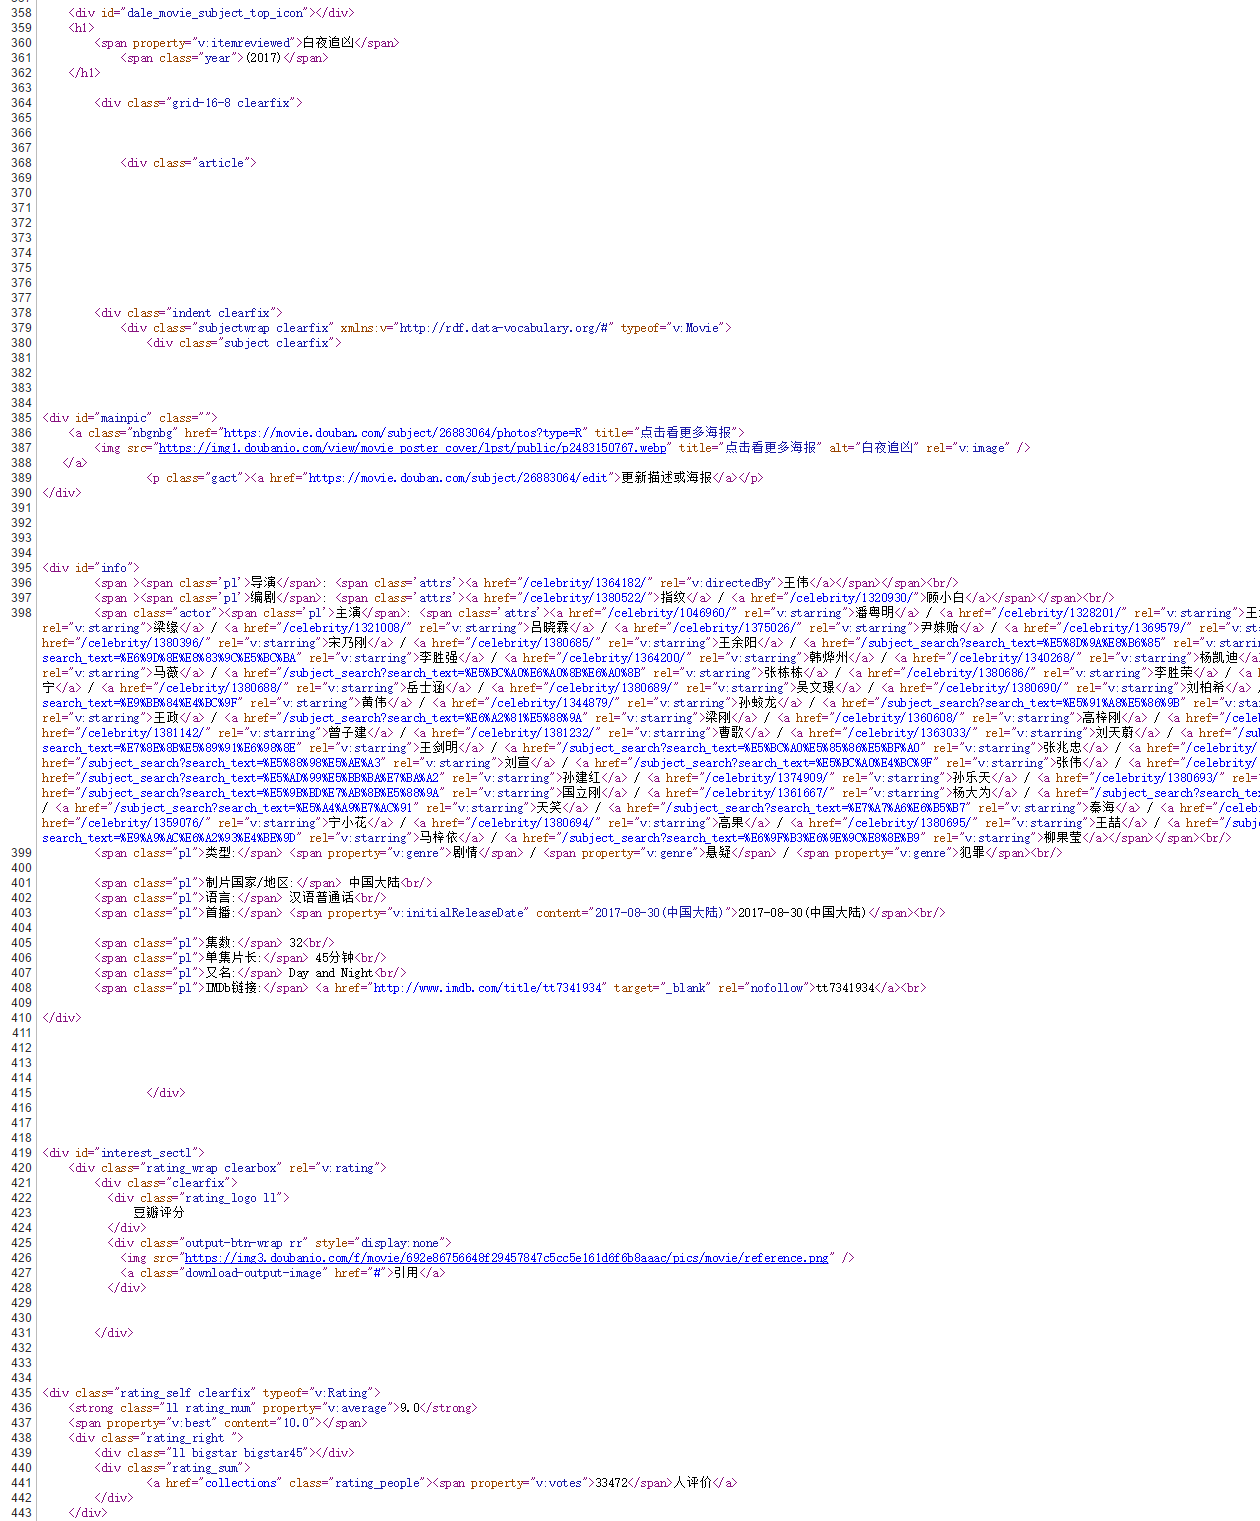 358 <div id="dale_movie_subject_top_icon"></div>
359 <h1>
360 <span property="v:itemreviewed">白夜追凶</span>
361 <span class="year">(2017)</span>
362 </h1>
363
364 <div class="grid-16-8 clearfix">
365
366
367
368 <div class="article">
369
370
371
372
373
374
375
376
377
378 <div class="indent clearfix">
379 <div class="subjectwrap clearfix" xmlns:v="http://rdf.data-vocabulary.org/#" typeof="v:Movie">
380 <div class="subject clearfix">
381
382
383
384
385 <div id="mainpic" class="">
386 <a class="nbgnbg" href="https://movie.douban.com/subject/26883064/photos?type=R" title="点击看更多海报">
387 <img src="https://img1.doubanio.com/view/movie_poster_cover/lpst/public/p2483150767.webp" title="点击看更多海报" alt="白夜追凶" rel="v:image" />
388 </a>
389 <p class="gact"><a href="https://movie.douban.com/subject/26883064/edit">更新描述或海报</a></p>
390 </div>
391
392
393
394
395 <div id="info">
396 <span ><span class='pl'>导演</span>: <span class='attrs'><a href="/celebrity/1364182/" rel="v:directedBy">王伟</a></span></span><br/>
397 <span ><span class='pl'>编剧</span>: <span class='attrs'><a href="/celebrity/1380522/">指纹</a> / <a href="/celebrity/1320930/">顾小白</a></span></span><br/>
398 <span class="actor"><span class='pl'>主演</span>: <span class='attrs'><a href="/celebrity/1046960/" rel="v:starring">潘粤明</a> / <a href="/celebrity/1328201/" rel="v:starring">王
rel="v:starring">梁缘</a> / <a href="/celebrity/1321008/" rel="v:starring">吕晓霖</a> / <a href="/celebrity/1375026/" rel="v:starring">尹姝贻</a> / <a href="/celebrity/1369579/" rel="v:sta
href="/celebrity/1380396/" rel="v:starring">宋乃刚</a> / <a href="/celebrity/1380685/" rel="v:starring">王余阳</a> / <a href="/subject_search?search_text=%E5%8D%9A%E8%B6%85" rel="v:starrin
search_text=%E6%9D%8E%E8%83%9C%E5%BC%BA" rel="v:starring">李胜强</a> / <a href="/celebrity/1364200/" rel="v:starring">韩烨州</a> / <a href="/celebrity/1340268/" rel="v:starring">杨凯迪</a
rel="v:starring">马薇</a> / <a href="/subject_search?search_text=%E5%BC%A0%E6%A0%8B%E6%A0%8B" rel="v:starring">张栋栋</a> / <a href="/celebrity/1380686/" rel="v:starring">李胜荣</a> / <a
宁</a> / <a href="/celebrity/1380688/" rel="v:starring">岳士涵</a> / <a href="/celebrity/1380689/" rel="v:starring">吴文璟</a> / <a href="/celebrity/1380690/" rel="v:starring">刘柏希</a> /
search_text=%E9%BB%84%E4%BC%9F" rel="v:starring">黄伟</a> / <a href="/celebrity/1344879/" rel="v:starring">孙蛟龙</a> / <a href="/subject_search?search_text=%E5%91%A8%E5%86%9B" rel="v:star
rel="v:starring">王政</a> / <a href="/subject_search?search_text=%E6%A2%81%E5%88%9A" rel="v:starring">梁刚</a> / <a href="/celebrity/1360608/" rel="v:starring">高梓刚</a> / <a href="/celeb
href="/celebrity/1381142/" rel="v:starring">曾子建</a> / <a href="/celebrity/1381232/" rel="v:starring">曹歌</a> / <a href="/celebrity/1363033/" rel="v:starring">刘天蔚</a> / <a href="/sub
search_text=%E7%8E%8B%E5%89%91%E6%98%8E" rel="v:starring">王剑明</a> / <a href="/subject_search?search_text=%E5%BC%A0%E5%85%86%E5%BF%A0" rel="v:starring">张兆忠</a> / <a href="/celebrity/
search_text=%E5%88%98%E5%AE%A3" rel="v:starring">刘宣</a> / <a href="/subject_search?search_text=%E5%BC%A0%E4%BC%9F" rel="v:starring">张伟</a> / <a href="/celebrity/
href="/subject_search?search_text=%E5%AD%99%E5%BB%BA%E7%BA%A2" rel="v:starring">孙建红</a> / <a href="/celebrity/1374909/" rel="v:starring">孙乐天</a> / <a href="/celebrity/1380693/" rel="v
href="/subject_search?search_text=%E5%9B%BD%E7%AB%8B%E5%88%9A" rel="v:starring">国立刚</a> / <a href="/celebrity/1361667/" rel="v:starring">杨大为</a> / <a href="/subject_search?search_tex
/ <a href="/subject_search?search_text=%E5%A4%A9%E7%AC%91" rel="v:starring">天笑</a> / <a href="/subject_search?search_text=%E7%A7%A6%E6%B5%B7" rel="v:starring">秦海</a> / <a href="/celeb
href="/celebrity/1359076/" rel="v:starring">宁小花</a> / <a href="/celebrity/1380694/" rel="v:starring">高果</a> / <a href="/celebrity/1380695/" rel="v:starring">王喆</a> / <a href="/subje
search_text=%E9%A9%AC%E6%A2%93%E4%BE%9D" rel="v:starring">马梓依</a> / <a href="/subject_search?search_text=%E6%9F%B3%E6%9E%9C%E8%8E%B9" rel="v:starring">柳果莹</a></span></span><br/>
399 <span class="pl">类型:</span> <span property="v:genre">剧情</span> / <span property="v:genre">悬疑</span> / <span property="v:genre">犯罪</span><br/>
400
401 <span class="pl">制片国家/地区:</span> 中国大陆<br/>
402 <span class="pl">语言:</span> 汉语普通话<br/>
403 <span class="pl">首播:</span> <span property="v:initialReleaseDate" content="2017-08-30(中国大陆)">2017-08-30(中国大陆)</span><br/>
404
405 <span class="pl">集数:</span> 32<br/>
406 <span class="pl">单集片长:</span> 45分钟<br/>
407 <span class="pl">又名:</span> Day and Night<br/>
408 <span class="pl">IMDb链接:</span> <a href="http://www.imdb.com/title/tt7341934" target="_blank" rel="nofollow">tt7341934</a><br>
409
410 </div>
411
412
413
414
415 </div>
416
417
418
419 <div id="interest_sectl">
420 <div class="rating_wrap clearbox" rel="v:rating">
421 <div class="clearfix">
422 <div class="rating_logo ll">
423 豆瓣评分
424 </div>
425 <div class="output-btn-wrap rr" style="display:none">
426 <img src="https://img3.doubanio.com/f/movie/692e86756648f29457847c5cc5e161d6f6b8aaac/pics/movie/reference.png" />
427 <a class="download-output-image" href="#">引用</a>
428 </div>
429
430
431 </div>
432
433
434
435 <div class="rating_self clearfix" typeof="v:Rating">
436 <strong class="ll rating_num" property="v:average">9.0</strong>
437 <span property="v:best" content="10.0"></span>
438 <div class="rating_right ">
439 <div class="ll bigstar bigstar45"></div>
440 <div class="rating_sum">
441 <a href="collections" class="rating_people"><span property="v:votes">33472</span>人评价</a>
442 </div>
443 </div>